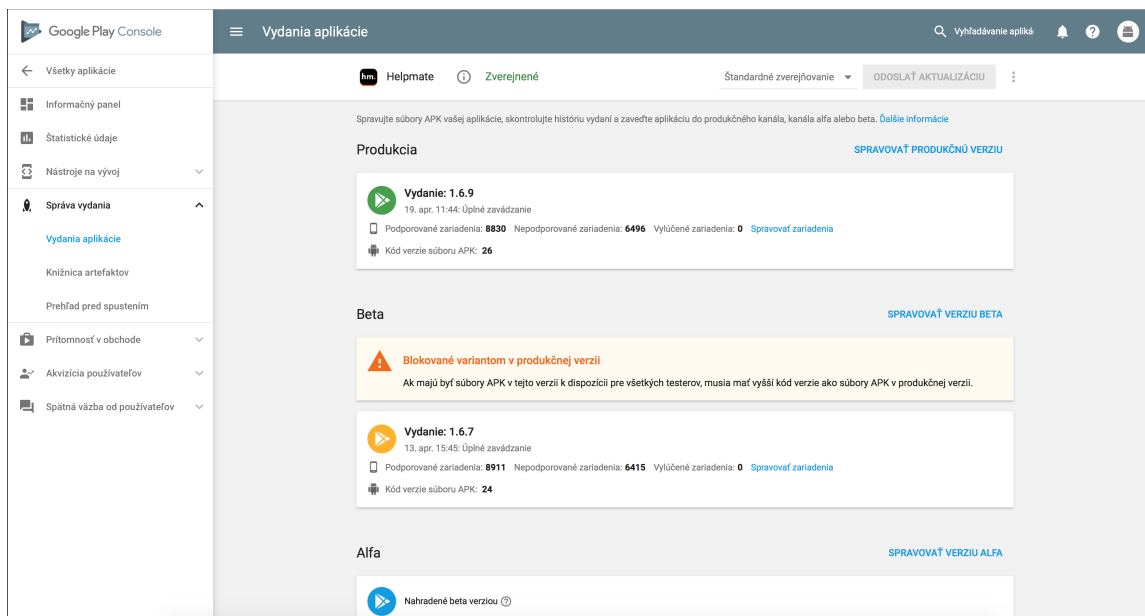 Google Play Console
Vydania aplikácie
Vyhľadávanie apliká
Všetky aplikácie
Informačný panel
Štatistické údaje
Nástroje na vývoj
Správa vydania
Vydania aplikácie
Knižnica artefaktov
Prehľad pred spustením
Prítomnosť v obchode
Akvizícia používateľov
Spätná väzba od používateľov
hm. Helpmate Zverejnené Štandardné zverejňovanie ODOSLAŤ AKTUALIZÁCIU
Spravujte súbory APK vašej aplikácie, skontrolujte históriu vydaní a zaveďte aplikáciu do produkčného kanála, kanála alfa alebo beta. Ďalšie informácie
Produkcia SPRAVOVAŤ PRODUKČNÚ VERZIU
Vydanie: 1.6.9
19. apr. 11:44: Úplné zavádzanie
Podporované zariadenia: 8830 Nepodporované zariadenia: 6496 Vylúčené zariadenia: 0 Spravovať zariadenia
Kód verzie súboru APK: 26
Beta SPRAVOVAŤ VERZIU BETA
Blokované variantom v produkčnej verzii
Ak majú byť súbory APK v tejto verzii k dispozícii pre všetkých testerov, musia mať vyšší kód verzie ako súbory APK v produkčnej verzii.
Vydanie: 1.6.7
13. apr. 15:45: Úplné zavádzanie
Podporované zariadenia: 8911 Nepodporované zariadenia: 6415 Vylúčené zariadenia: 0 Spravovať zariadenia
Kód verzie súboru APK: 24
Alfa SPRAVOVAŤ VERZIU ALFA
Nahradené beta verziou